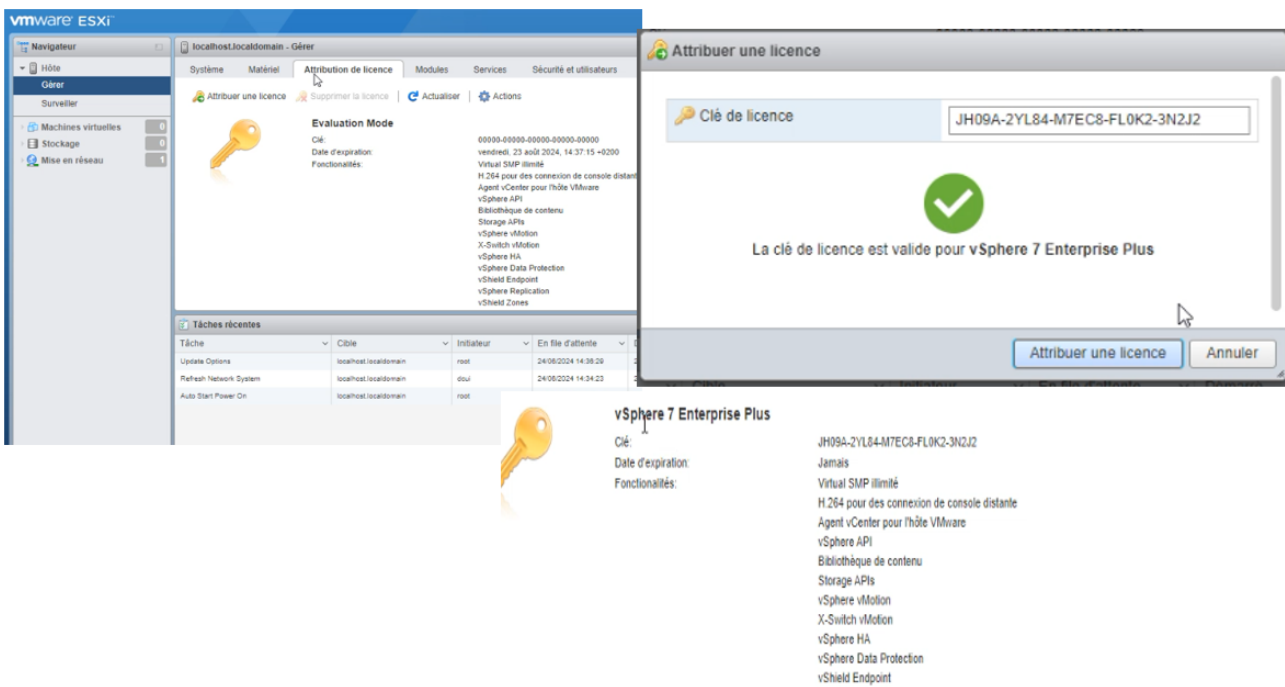 vmware ESXi
Navigateur
Hôte
Gérer
Surveiller
Machines virtuelles 0
Stockage 0
Mise en réseau 1
localhost.localdomain - Gérer
Système Matériel Attribution de licence Modules Services Sécurité et utilisateurs
Attribuer une licence Supprimer la licence Actualiser Actions
Evaluation Mode
Clé: 00000-00000-00000-00000-00000
Date d'expiration: vendredi, 23 août 2024, 14:37:15 +0200
Fonctionalités: Virtual SMP illimité
H.264 pour des connexion de console distant
Agent vCenter pour l'hôte VMware
vSphere API
Bibliothèque de contenu
Storage APIs
vSphere vMotion
X-Switch vMotion
vSphere HA
vSphere Data Protection
vShield Endpoint
vSphere Replication
vShield Zones
Tâches récentes
Tâche Cible Initiateur En file d'attente
Update Options localhost.localdomain root 24/06/2024 14:36:29
Refresh Network System localhost.localdomain dcui 24/06/2024 14:34:23
Auto Start Power On localhost.localdomain root
Attribuer une licence
Clé de licence JH09A-2YL84-M7EC8-FL0K2-3N2J2
La clé de licence est valide pour vSphere 7 Enterprise Plus
Attribuer une licence Annuler
vSphere 7 Enterprise Plus
Clé: JH09A-2YL84-M7EC8-FL0K2-3N2J2
Date d'expiration: Jamais
Fonctionalités: Virtual SMP illimité
H.264 pour des connexion de console distante
Agent vCenter pour l'hôte VMware
vSphere API
Bibliothèque de contenu
Storage APIs
vSphere vMotion
X-Switch vMotion
vSphere HA
vSphere Data Protection
vShield Endpoint